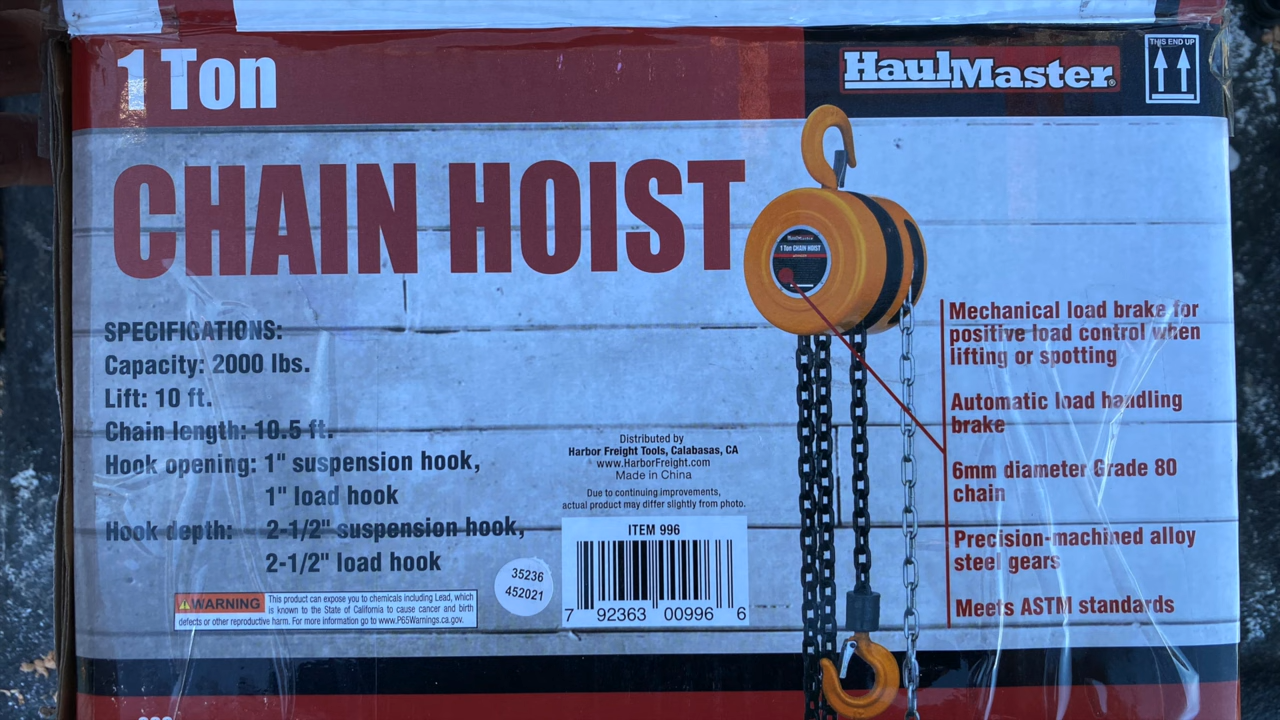 1 Ton
HaulMaster®
THIS END UP
CHAIN HOIST
HaulMaster
1 Ton CHAIN HOIST
SPECIFICATIONS:
Capacity: 2000 lbs.
Lift: 10 ft.
Chain length: 10.5 ft.
Hook opening: 1" suspension hook,
1" load hook
Hook depth: 2-1/2" suspension hook,
2-1/2" load hook
Mechanical load brake for
positive load control when
lifting or spotting
Automatic load handling
brake
6mm diameter Grade 80
chain
Precision-machined alloy
steel gears
Meets ASTM standards
Distributed by
Harbor Freight Tools, Calabasas, CA
www.HarborFreight.com
Made in China
Due to continuing improvements,
actual product may differ slightly from photo.
ITEM 996
7 92363 00996 6
35236
452021
WARNING
This product can expose you to chemicals including Lead, which
is known to the State of California to cause cancer and birth
defects or other reproductive harm. For more information go to www.P65Warnings.ca.gov.